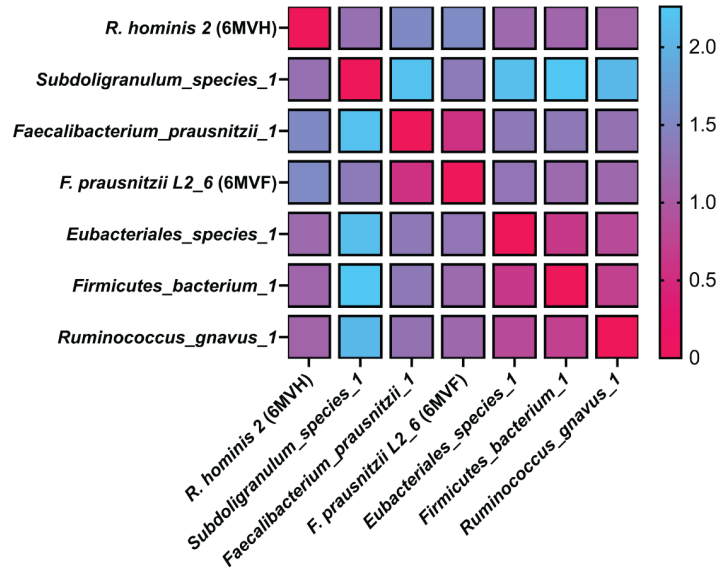 R. hominis 2 (6MVH)
Subdoligranulum_species_1
Faecalibacterium_prausnitzii_1
F. prausnitzii L2_6 (6MVF)
Eubacteriales_species_1
Firmicutes_bacterium_1
Ruminococcus_gnavus_1
2.0
1.5
1.0
0.5
0
R. hominis 2 (6MVH)
Subdoligranulum_species_1
Faecalibacterium_prausnitzii_1
F. prausnitzii L2_6 (6MVF)
Eubacteriales_species_1
Firmicutes_bacterium_1
Ruminococcus_gnavus_1